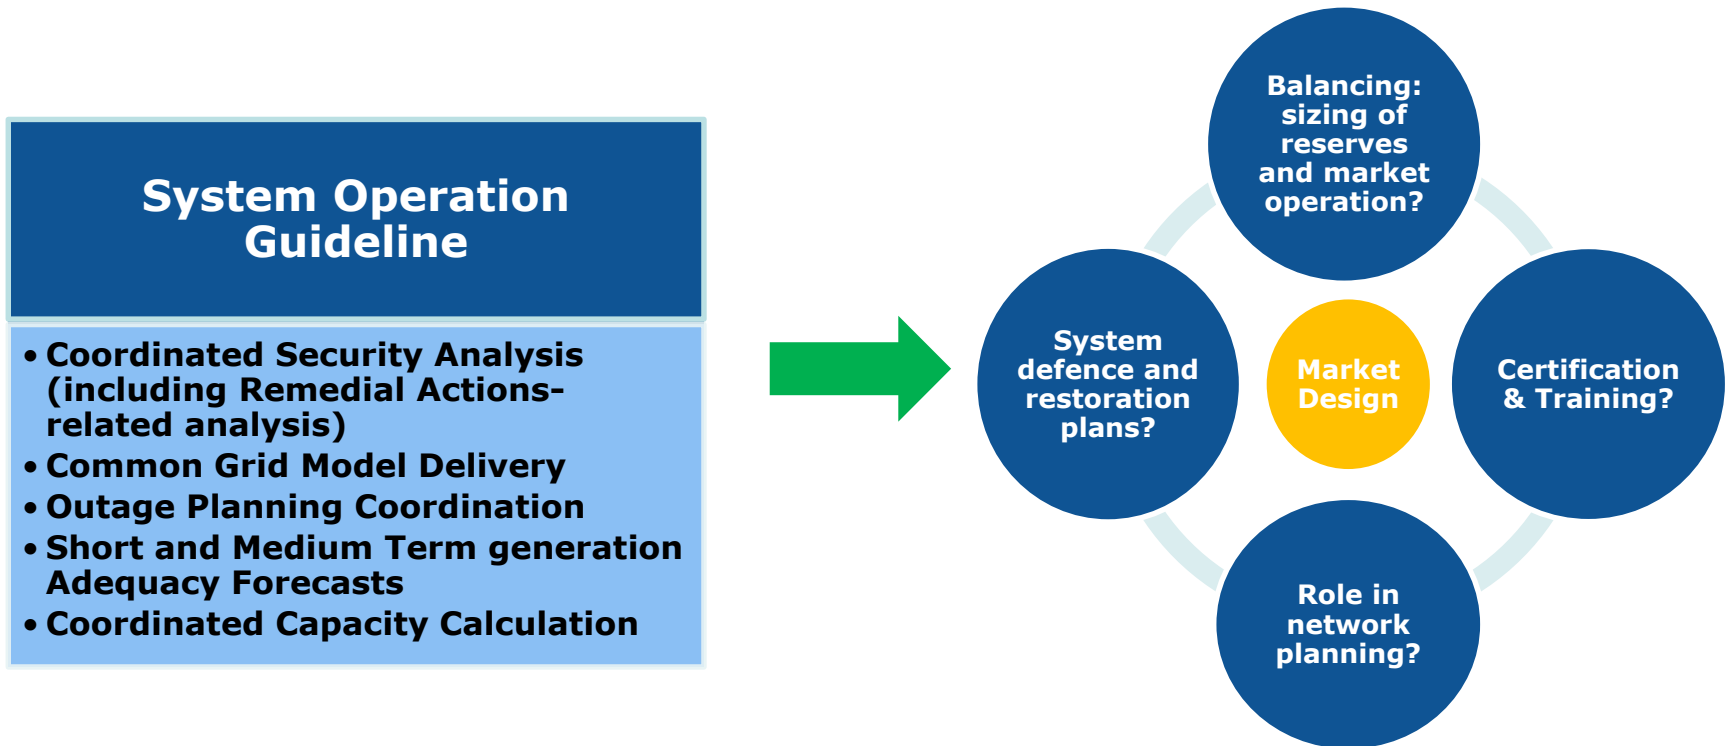 System Operation
Guideline
• Coordinated Security Analysis
(including Remedial Actions-
related analysis)
• Common Grid Model Delivery
• Outage Planning Coordination
• Short and Medium Term generation
Adequacy Forecasts
• Coordinated Capacity Calculation
Balancing:
sizing of
reserves
and market
operation?
System
defence and
restoration
plans?
Market
Design
Certification
& Training?
Role in
network
planning?